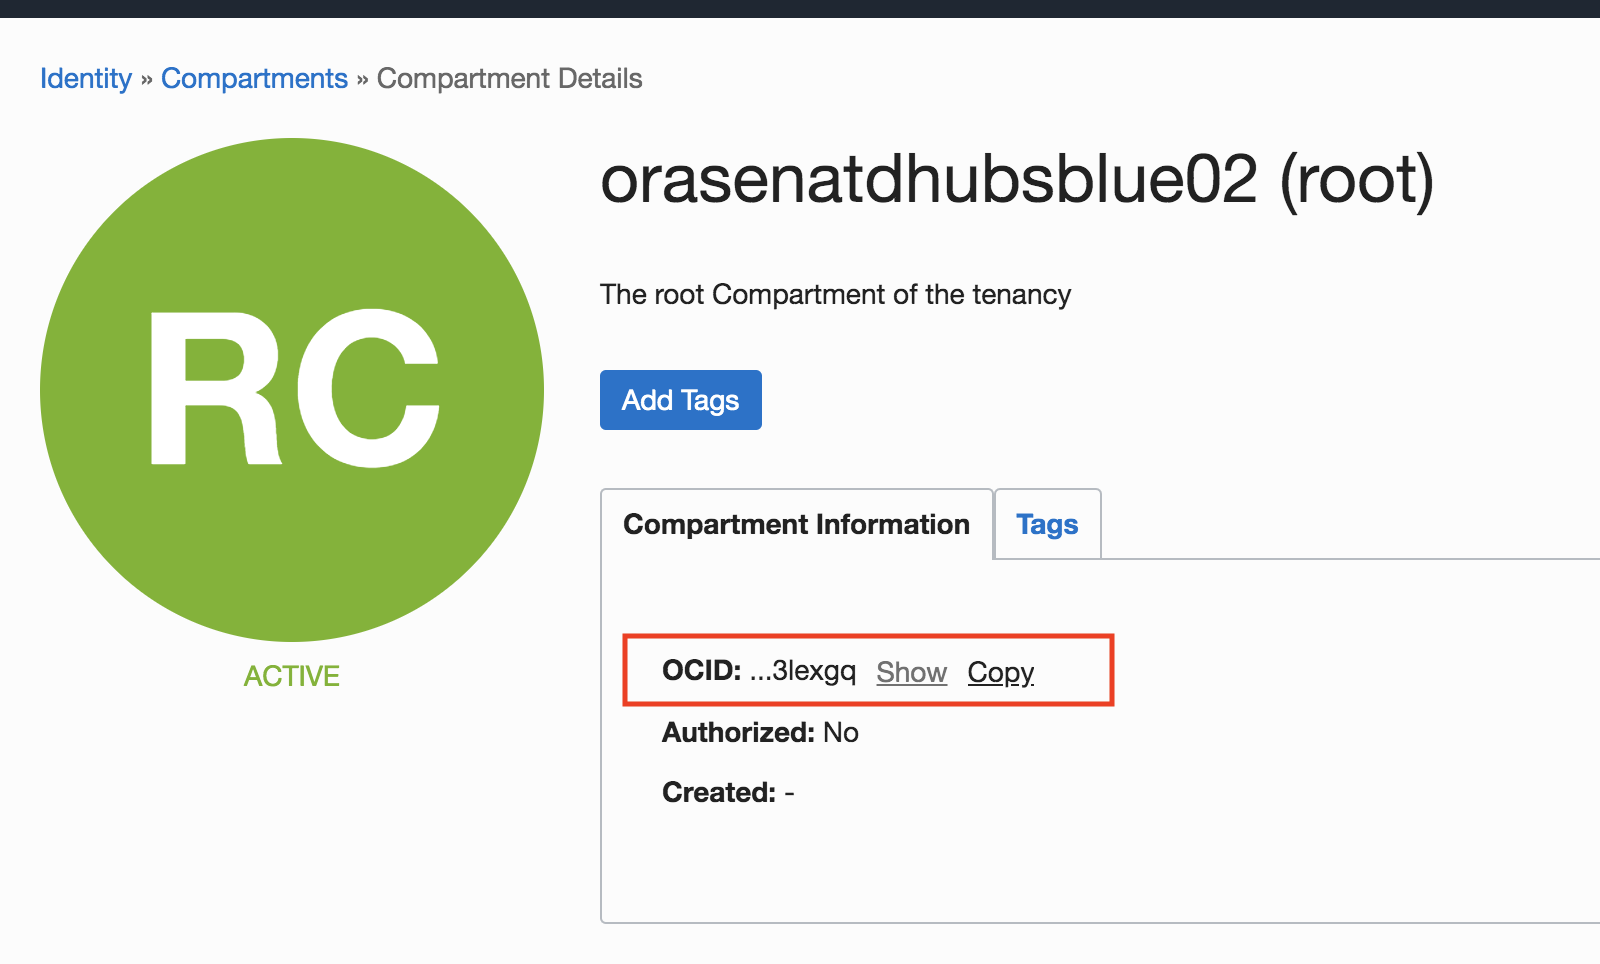 Identity » Compartments » Compartment Details
RC
ACTIVE
orasenatdhubsblue02 (root)
The root Compartment of the tenancy
Add Tags
Compartment Information
Tags
OCID: ...3lexgq Show Copy
Authorized: No
Created: -